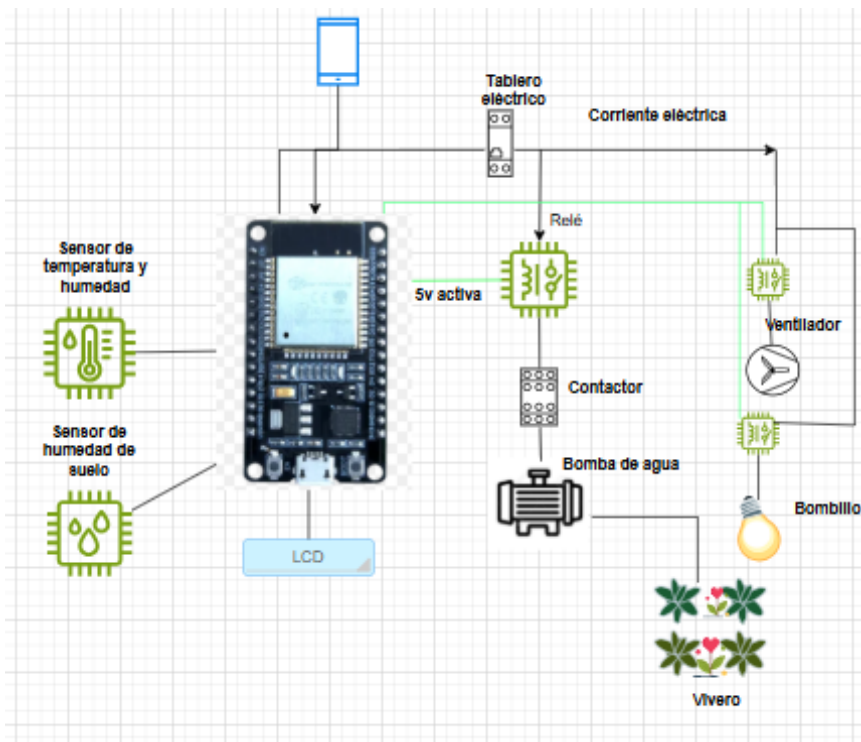 Tablero
eléctrico
Corriente eléctrica
Relé
Sensor de
temperatura y
humedad
5v activa
Ventilador
Contactor
Sensor de
humedad de
suelo
Bomba de agua
Bombillo
LCD
Vivero